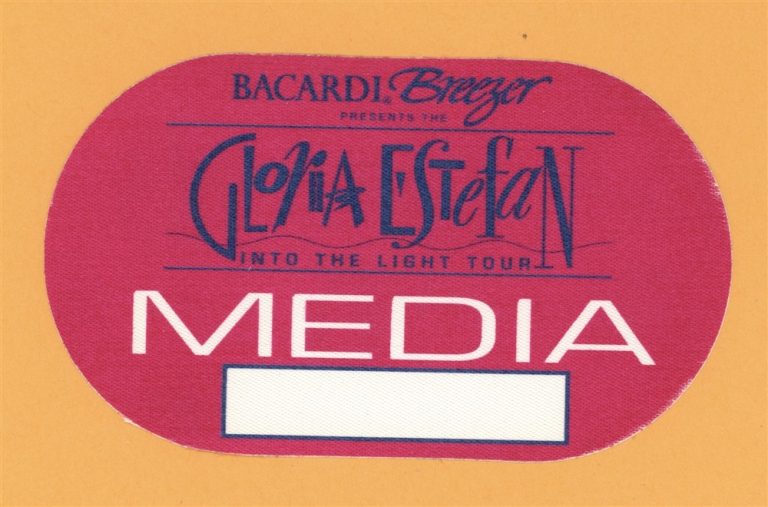 BACARDI® Breezer
PRESENTS THE
GLORIA ESTEFAN
INTO THE LIGHT TOUR
MEDIA